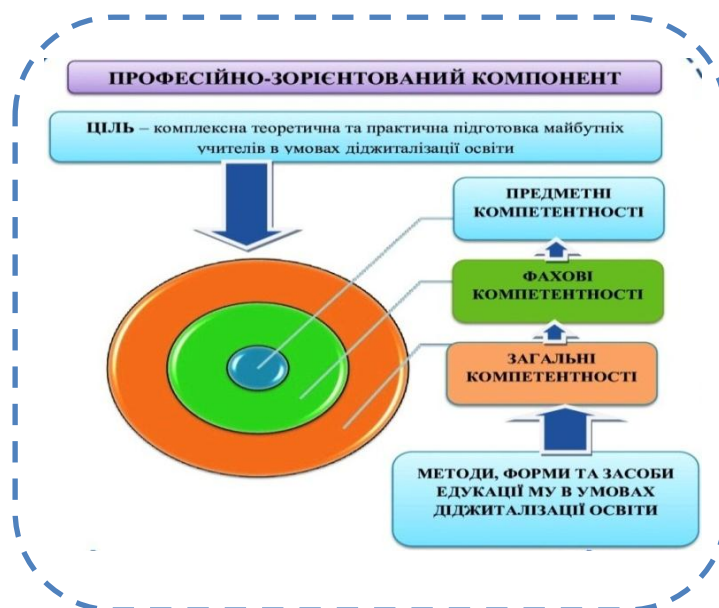 ПРОФЕСІЙНО-ЗОРІЄНТОВАНИЙ КОМПОНЕНТ
ЦІЛЬ – комплексна теоретична та практична підготовка майбутніх
учителів в умовах діджиталізації освіти
ПРЕДМЕТНІ
КОМПЕТЕНТНОСТІ
ФАХОВІ
КОМПЕТЕНТНОСТІ
ЗАГАЛЬНІ
КОМПЕТЕНТНОСТІ
МЕТОДИ, ФОРМИ ТА ЗАСОБИ
ЕДУКАЦІЇ МУ В УМОВАХ
ДІДЖИТАЛІЗАЦІЇ ОСВІТИ